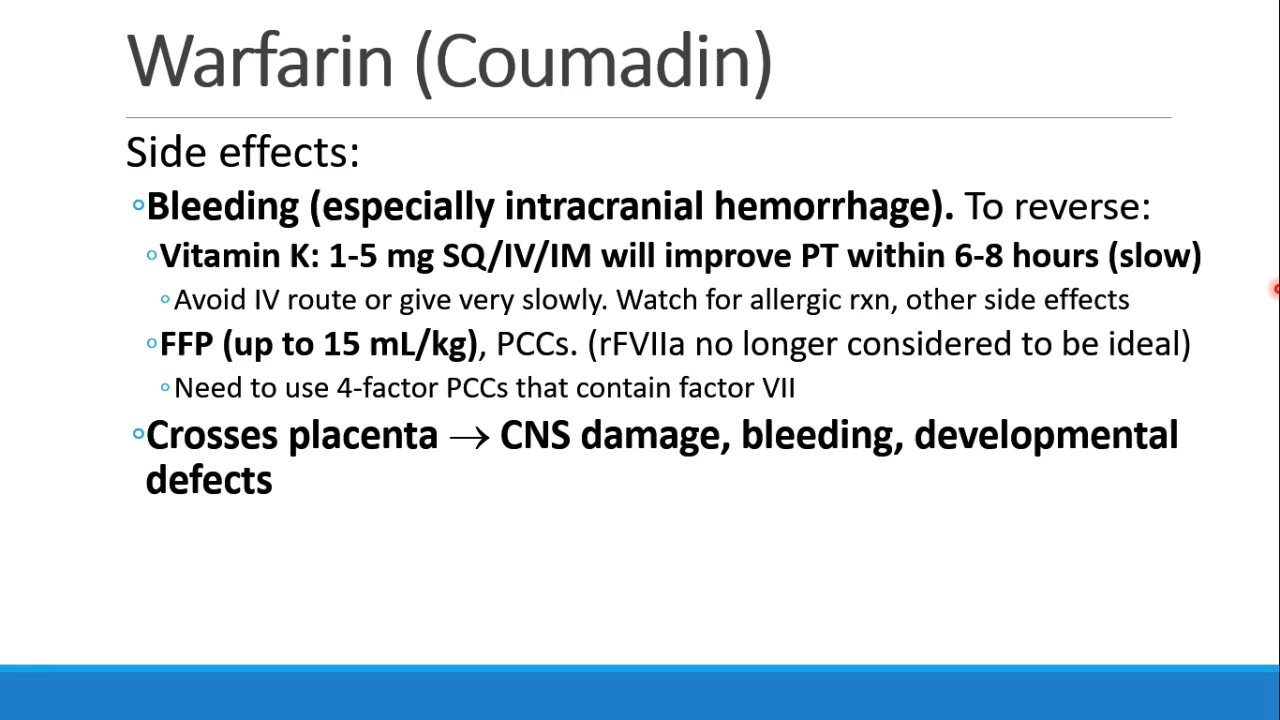 Warfarin (Coumadin)
Side effects:
◦Bleeding (especially intracranial hemorrhage). To reverse:
◦Vitamin K: 1-5 mg SQ/IV/IM will improve PT within 6-8 hours (slow)
◦Avoid IV route or give very slowly. Watch for allergic rxn, other side effects
◦FFP (up to 15 mL/kg), PCCs. (rFVIIa no longer considered to be ideal)
◦Need to use 4-factor PCCs that contain factor VII
◦Crosses placenta → CNS damage, bleeding, developmental
defects